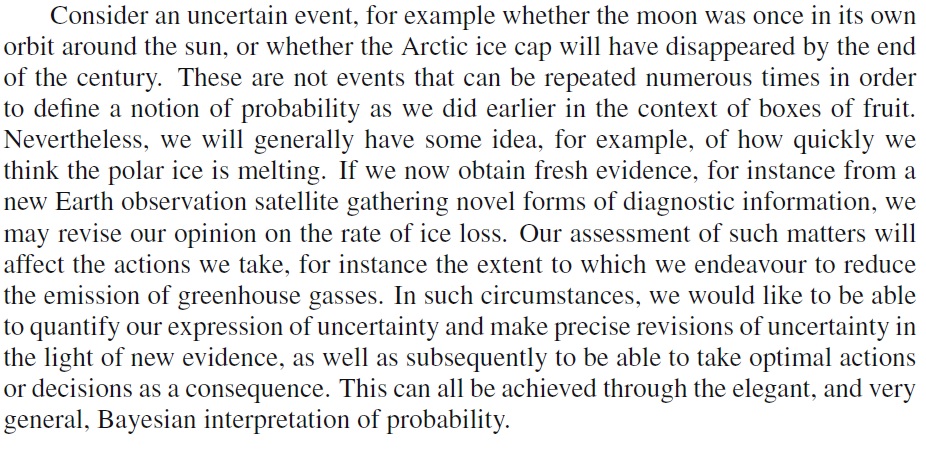 Consider an uncertain event, for example whether the moon was once in its own
orbit around the sun, or whether the Arctic ice cap will have disappeared by the end
of the century. These are not events that can be repeated numerous times in order
to define a notion of probability as we did earlier in the context of boxes of fruit.
Nevertheless, we will generally have some idea, for example, of how quickly we
think the polar ice is melting. If we now obtain fresh evidence, for instance from a
new Earth observation satellite gathering novel forms of diagnostic information, we
may revise our opinion on the rate of ice loss. Our assessment of such matters will
affect the actions we take, for instance the extent to which we endeavour to reduce
the emission of greenhouse gasses. In such circumstances, we would like to be able
to quantify our expression of uncertainty and make precise revisions of uncertainty in
the light of new evidence, as well as subsequently to be able to take optimal actions
or decisions as a consequence. This can all be achieved through the elegant, and very
general, Bayesian interpretation of probability.